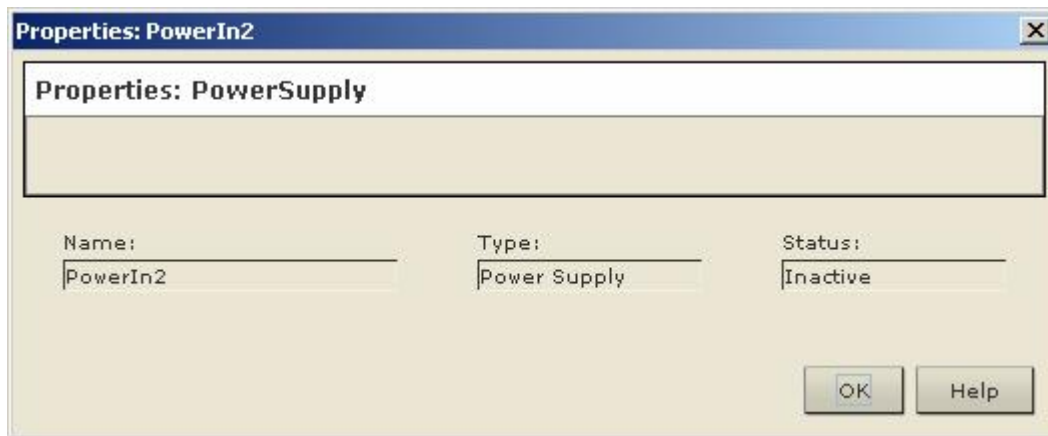 Properties: PowerIn2
Properties: PowerSupply
Name: Type: Status:
PowerIn2 Power Supply Inactive
OK Help